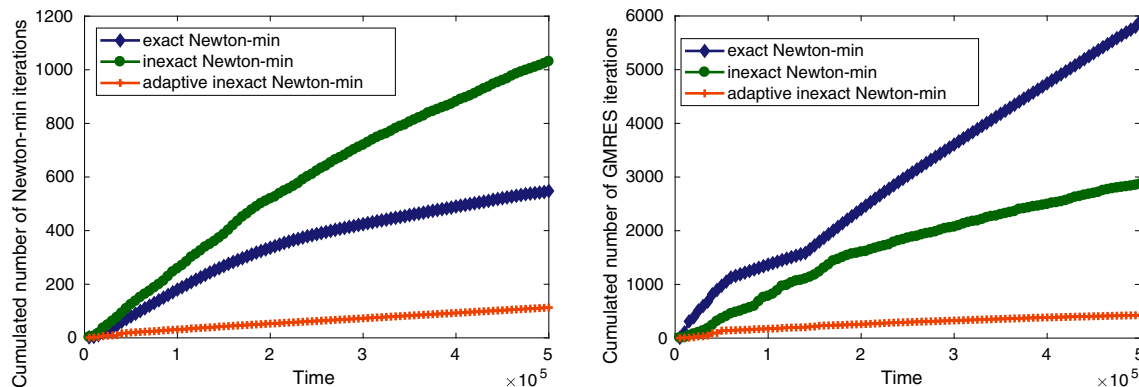 Cumulated number of Newton-min iterations
1200
1000
800
600
400
200
0
exact Newton-min
inexact Newton-min
adaptive inexact Newton-min
0 1 2 3 4 5
Time
×10^5
Cumulated number of GMRES iterations
6000
5000
4000
3000
2000
1000
0
exact Newton-min
inexact Newton-min
adaptive inexact Newton-min
0 1 2 3 4 5
Time
×10^5